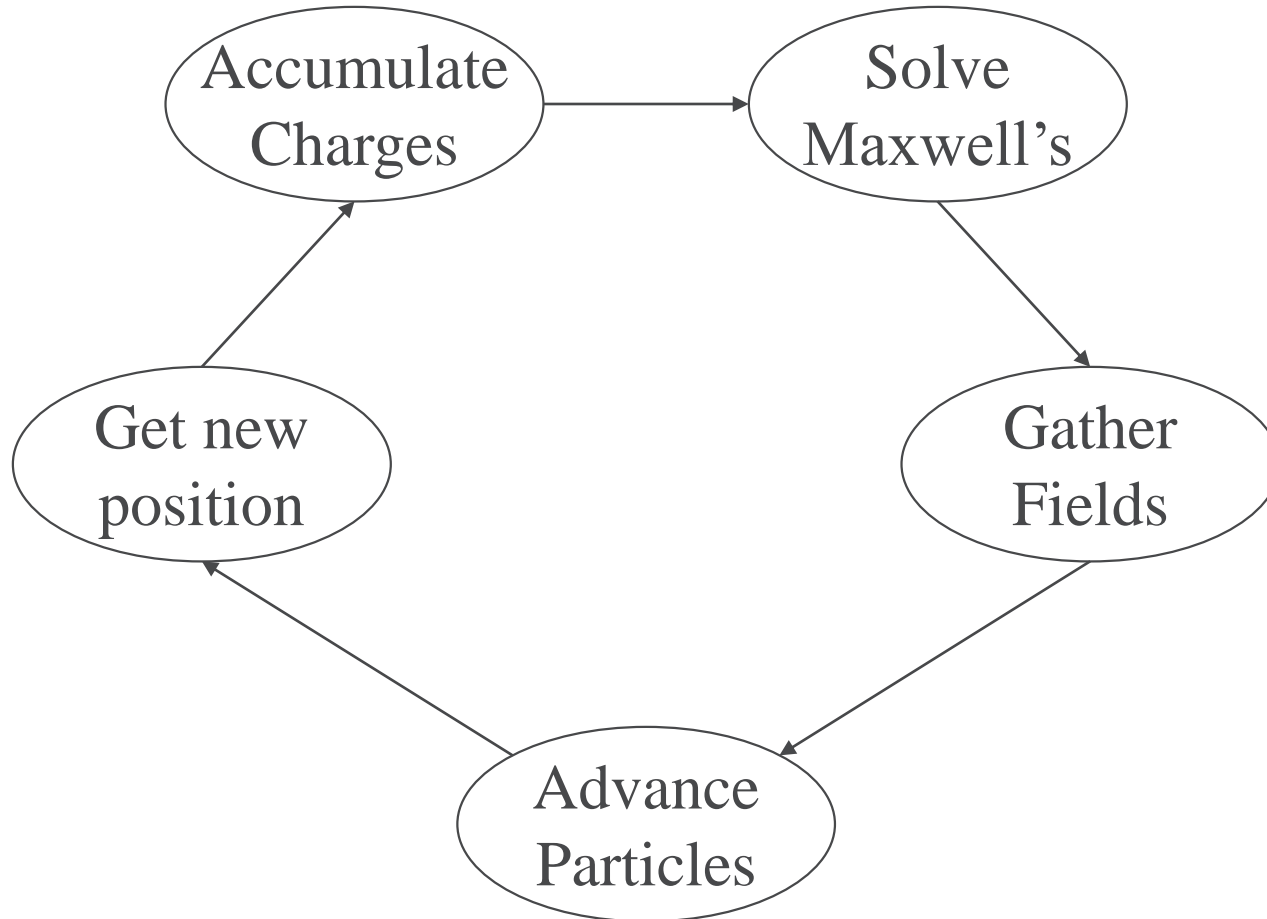 Accumulate
Charges
Solve
Maxwell’s
Gather
Fields
Advance
Particles
Get new
position